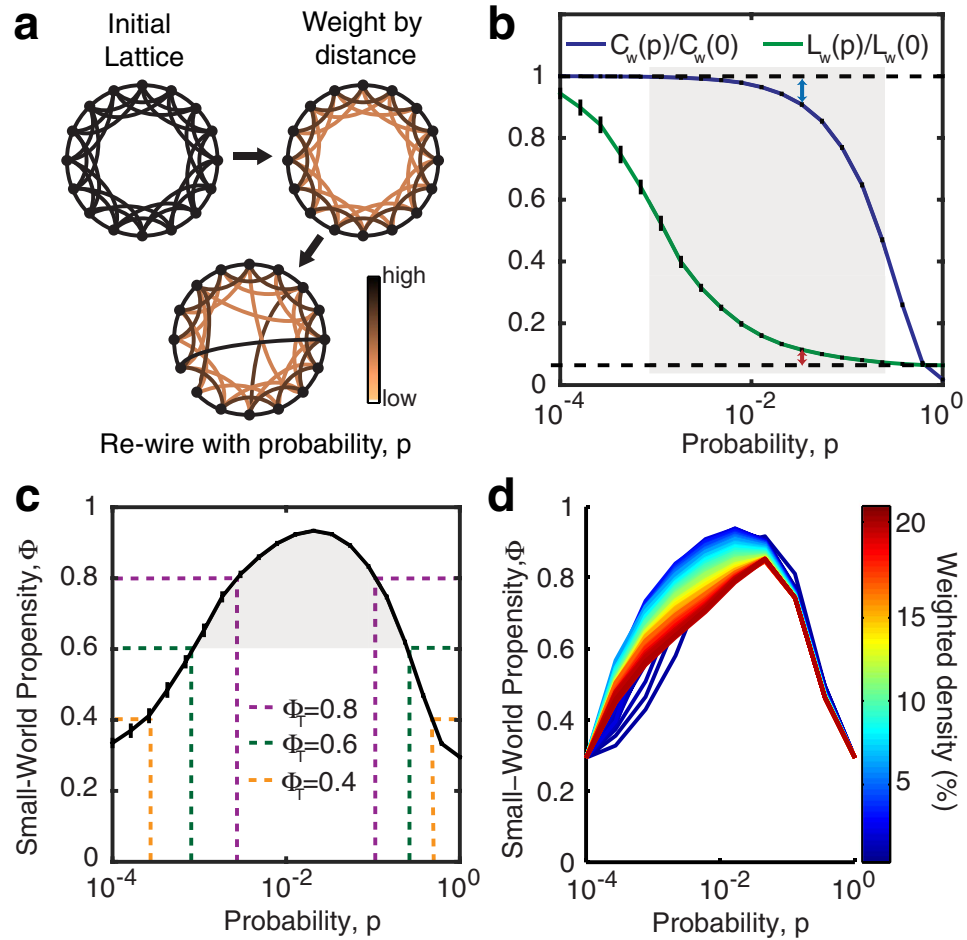 a
Initial
Lattice
Weight by
distance
high
low
Re-wire with probability, p
b
C_w(p)/C_w(0)
L_w(p)/L_w(0)
1
0.8
0.6
0.4
0.2
0
10^-4
10^-2
10^0
Probability, p
c
Small-World Propensity,Φ
1
0.8
0.6
0.4
0.2
0
Φ_T=0.8
Φ_T=0.6
Φ_T=0.4
10^-4
10^-2
10^0
Probability, p
d
Small–World Propensity,Φ
1
0.8
0.6
0.4
0.2
0
10^-4
10^-2
10^0
Probability, p
20
15
10
5
Weighted density (%)